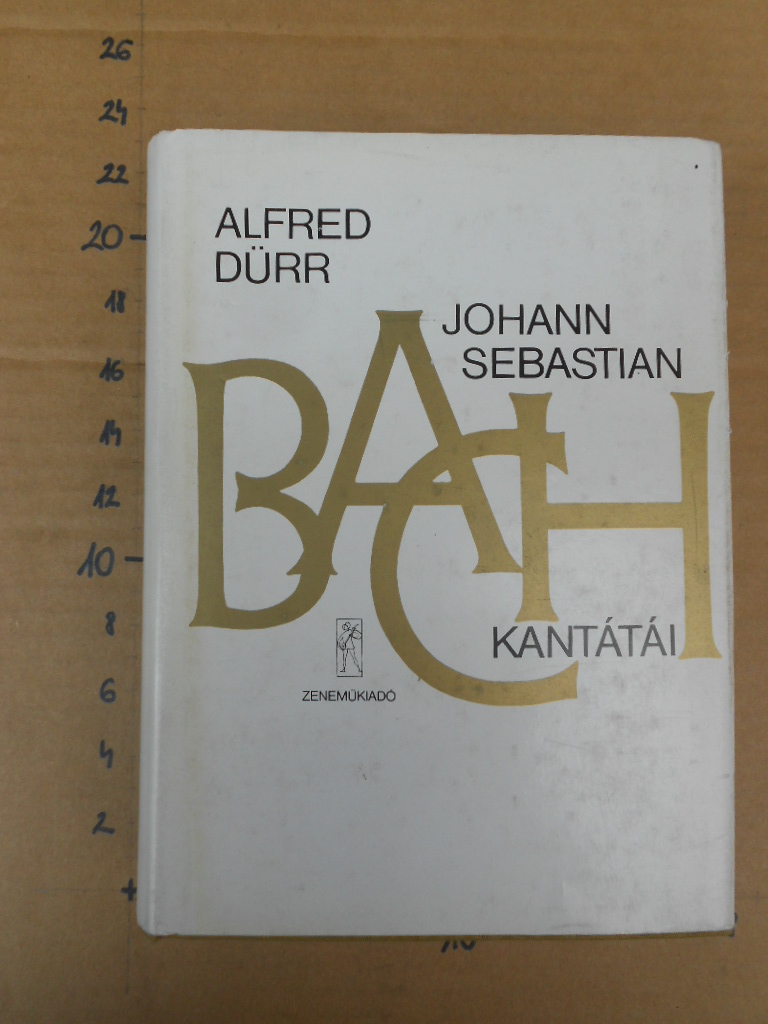 26
24
22
20
18
16
14
12
10
8
6
4
2
+
ALFRED
DÜRR
JOHANN
SEBASTIAN
BACH
KANTÁTÁI
ZENEMŰKIADÓ